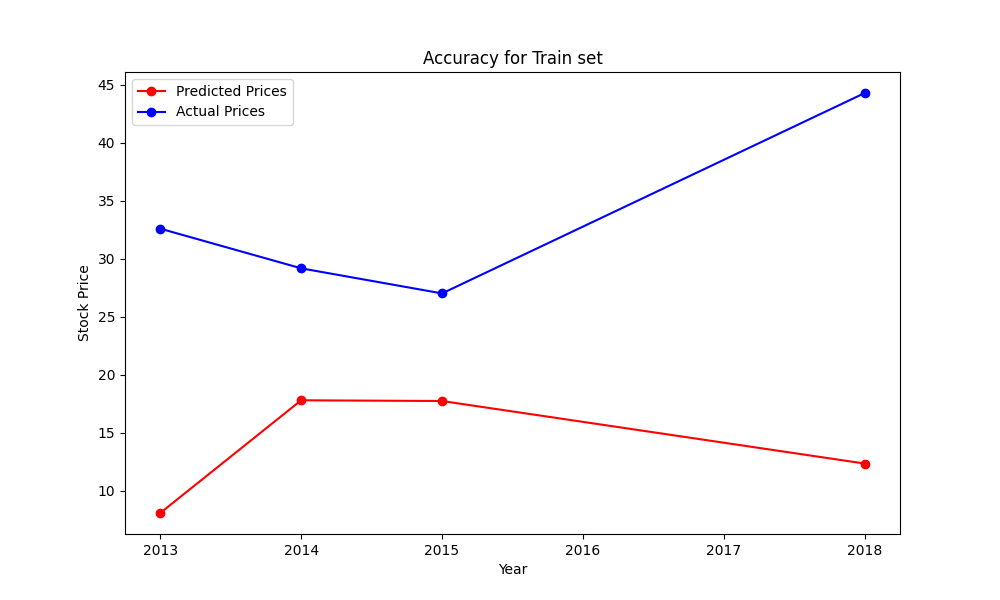 Accuracy for Train set
Predicted Prices
Actual Prices
45
40
35
30
25
20
15
10
Stock Price
2013 2014 2015 2016 2017 2018
Year